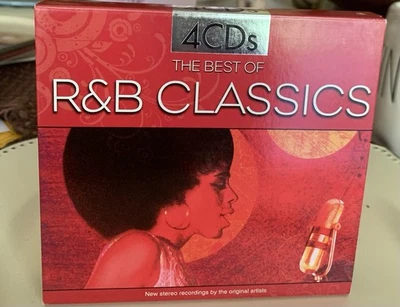 4CDs
THE BEST OF
R&B CLASSICS
New stereo recordings by the original artists